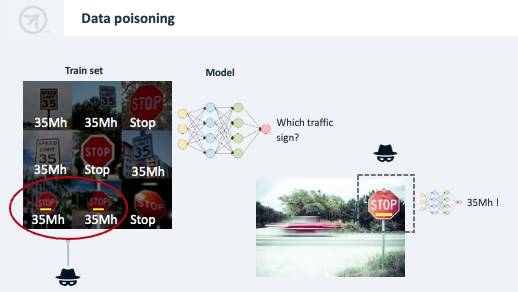 Data poisoning
Train set
Model
SPEED LIMIT 35
35Mh
35Mh
STOP
Stop
SPEED LIMIT 35
35Mh
STOP
Stop
35Mh
STOP
35Mh
STOP
35Mh
STOP
Stop
Which traffic
sign?
STOP
35Mh !